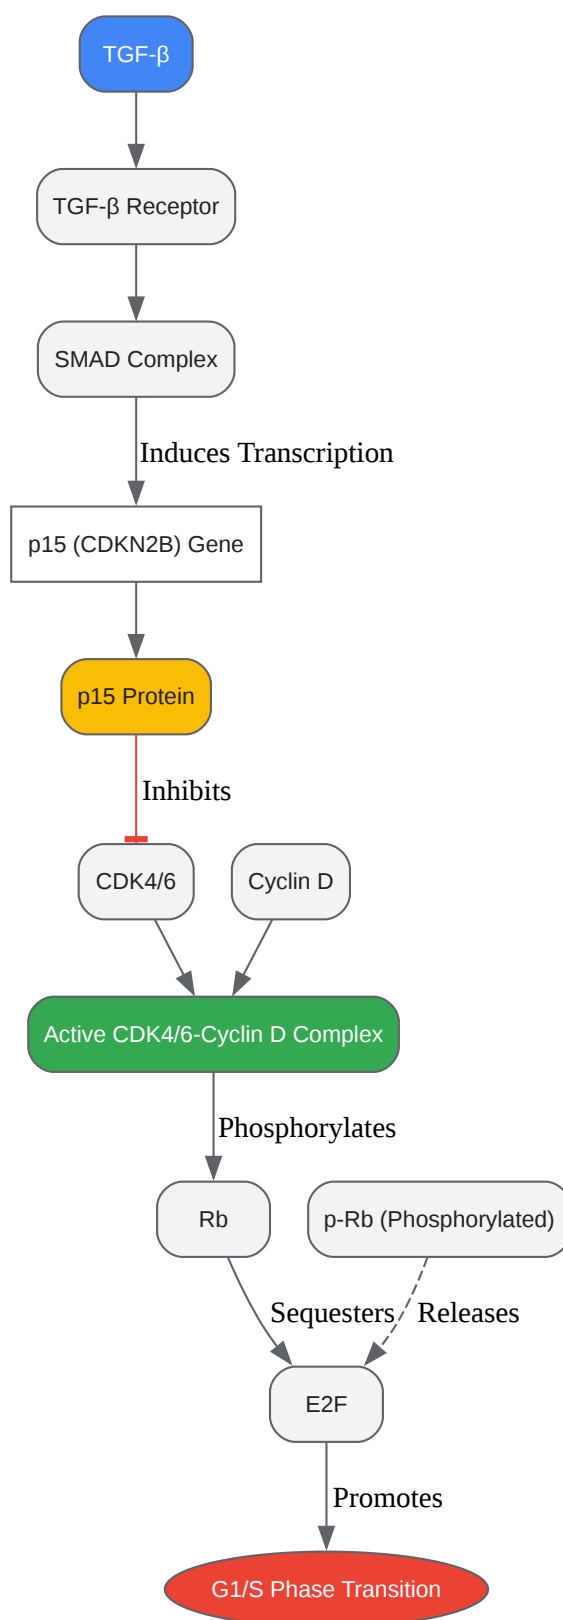 TGF-β
TGF-β Receptor
SMAD Complex
Induces Transcription
p15 (CDKN2B) Gene
p15 Protein
Inhibits
CDK4/6
Cyclin D
Active CDK4/6-Cyclin D Complex
Phosphorylates
Rb
p-Rb (Phosphorylated)
Sequesters
Releases
E2F
Promotes
G1/S Phase Transition